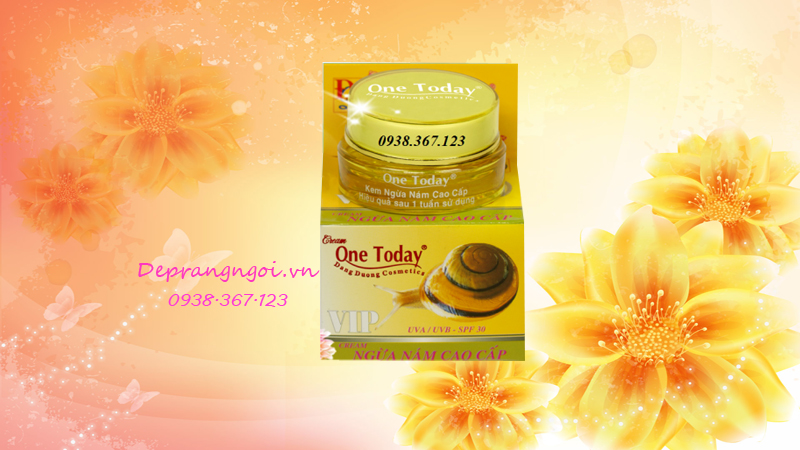 One Today®
Dang Duong Cosmetics
0938.367.123
One Today®
Kem Ngừa Nám Cao Cấp
Hiệu quả sau 1 tuần sử dụng
NGỪA NÁM CAO CẤP
Cream
One Today®
Dang Duong Cosmetics
VIP
UVA / UVB - SPF 30
CREAM
NGỪA NÁM CAO CẤP
Deprangngoi.vn
0938.367.123